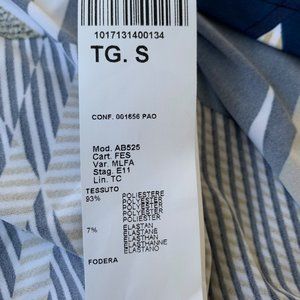 1017131400134
TG. S
CONF. 001656 PAO
Mod. AB525
Cart. FES
Var. MLFA
Stag. E11
Lin. TC
TESSUTO
93% POLIESTERE
POLYESTER
POLYESTER
POLYESTER
POLIESTER
7% ELASTAN
ELASTANE
ELASTHAN
ELASTHANNE
ELASTANO
FODERA